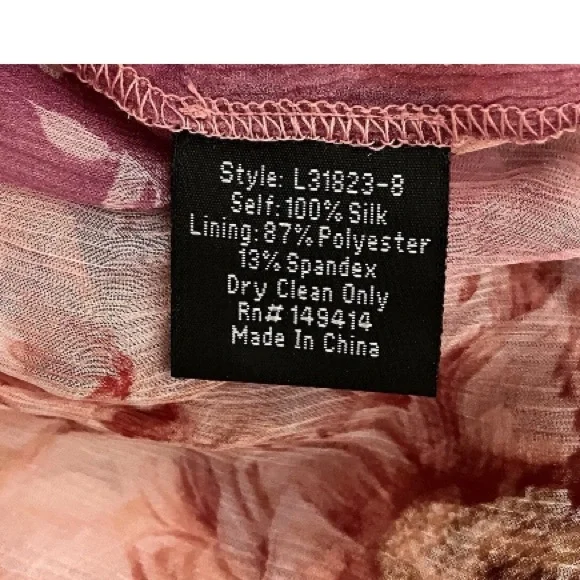 Style: L31823-8
Self: 100% Silk
Lining: 87% Polyester
13% Spandex
Dry Clean Only
Rn# 149414
Made In China